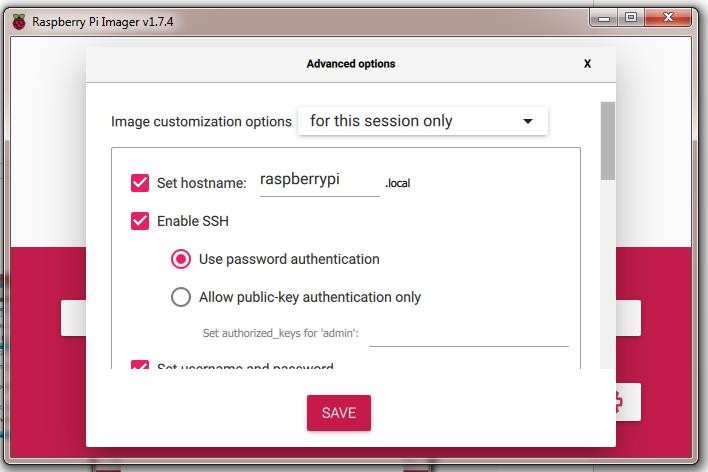 Raspberry Pi Imager v1.7.4
Advanced options
X
Image customization options for this session only
Set hostname: raspberrypi .local
Enable SSH
Use password authentication
Allow public-key authentication only
Set authorized_keys for 'admin':
Set username and password
SAVE